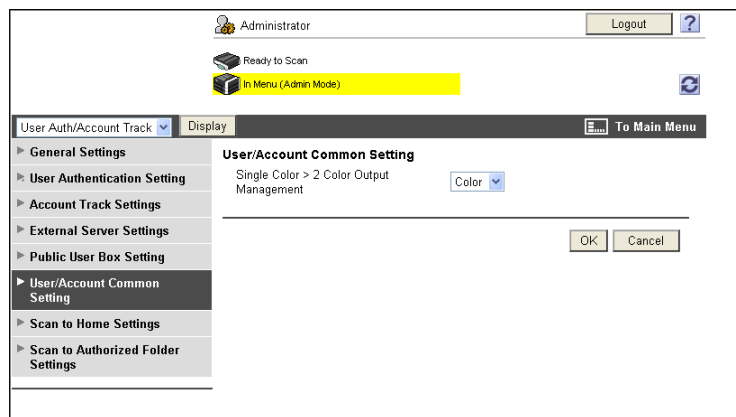 Administrator
Logout
?
Ready to Scan
In Menu (Admin Mode)
User Auth/Account Track
Display
To Main Menu
General Settings
User Authentication Setting
Account Track Settings
External Server Settings
Public User Box Setting
User/Account Common
Setting
Scan to Home Settings
Scan to Authorized Folder
Settings
User/Account Common Setting
Single Color > 2 Color Output
Management
Color
OK
Cancel